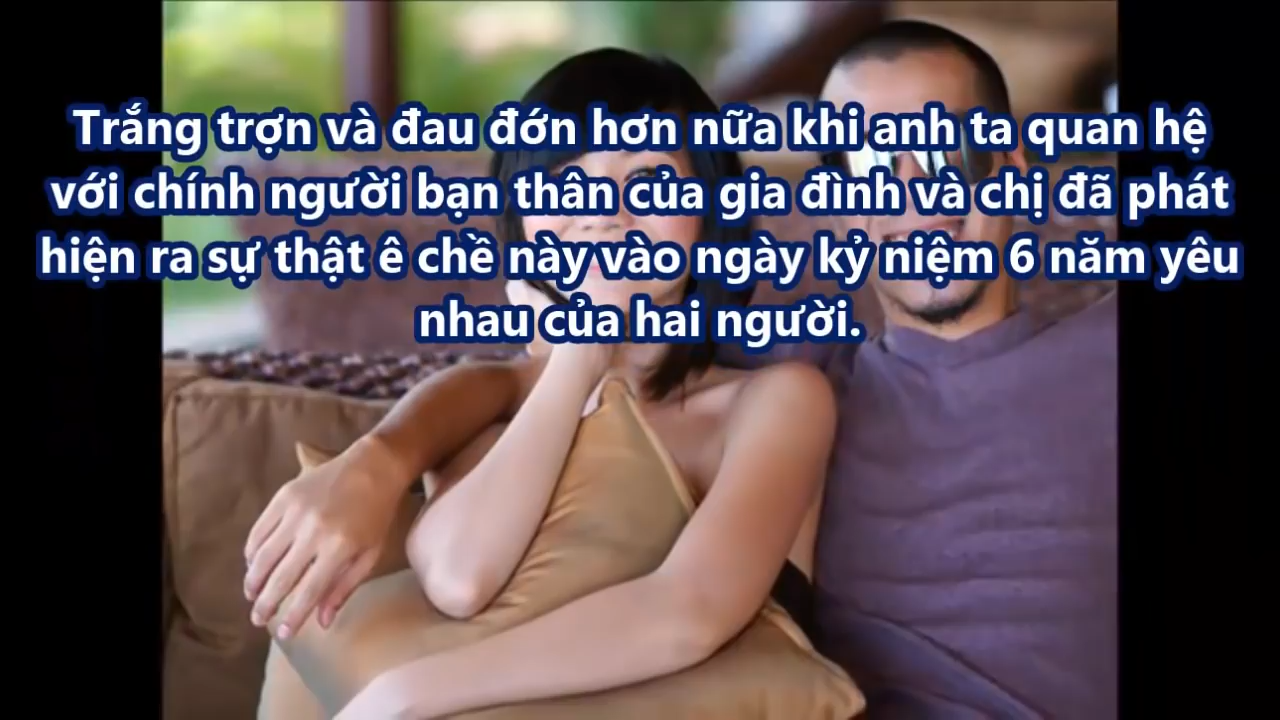 Trắng trợn và đau đớn hơn nữa khi anh ta quan hệ
với chính người bạn thân của gia đình và chị đã phát
hiện ra sự thật ê chề này vào ngày kỷ niệm 6 năm yêu
nhau của hai người.